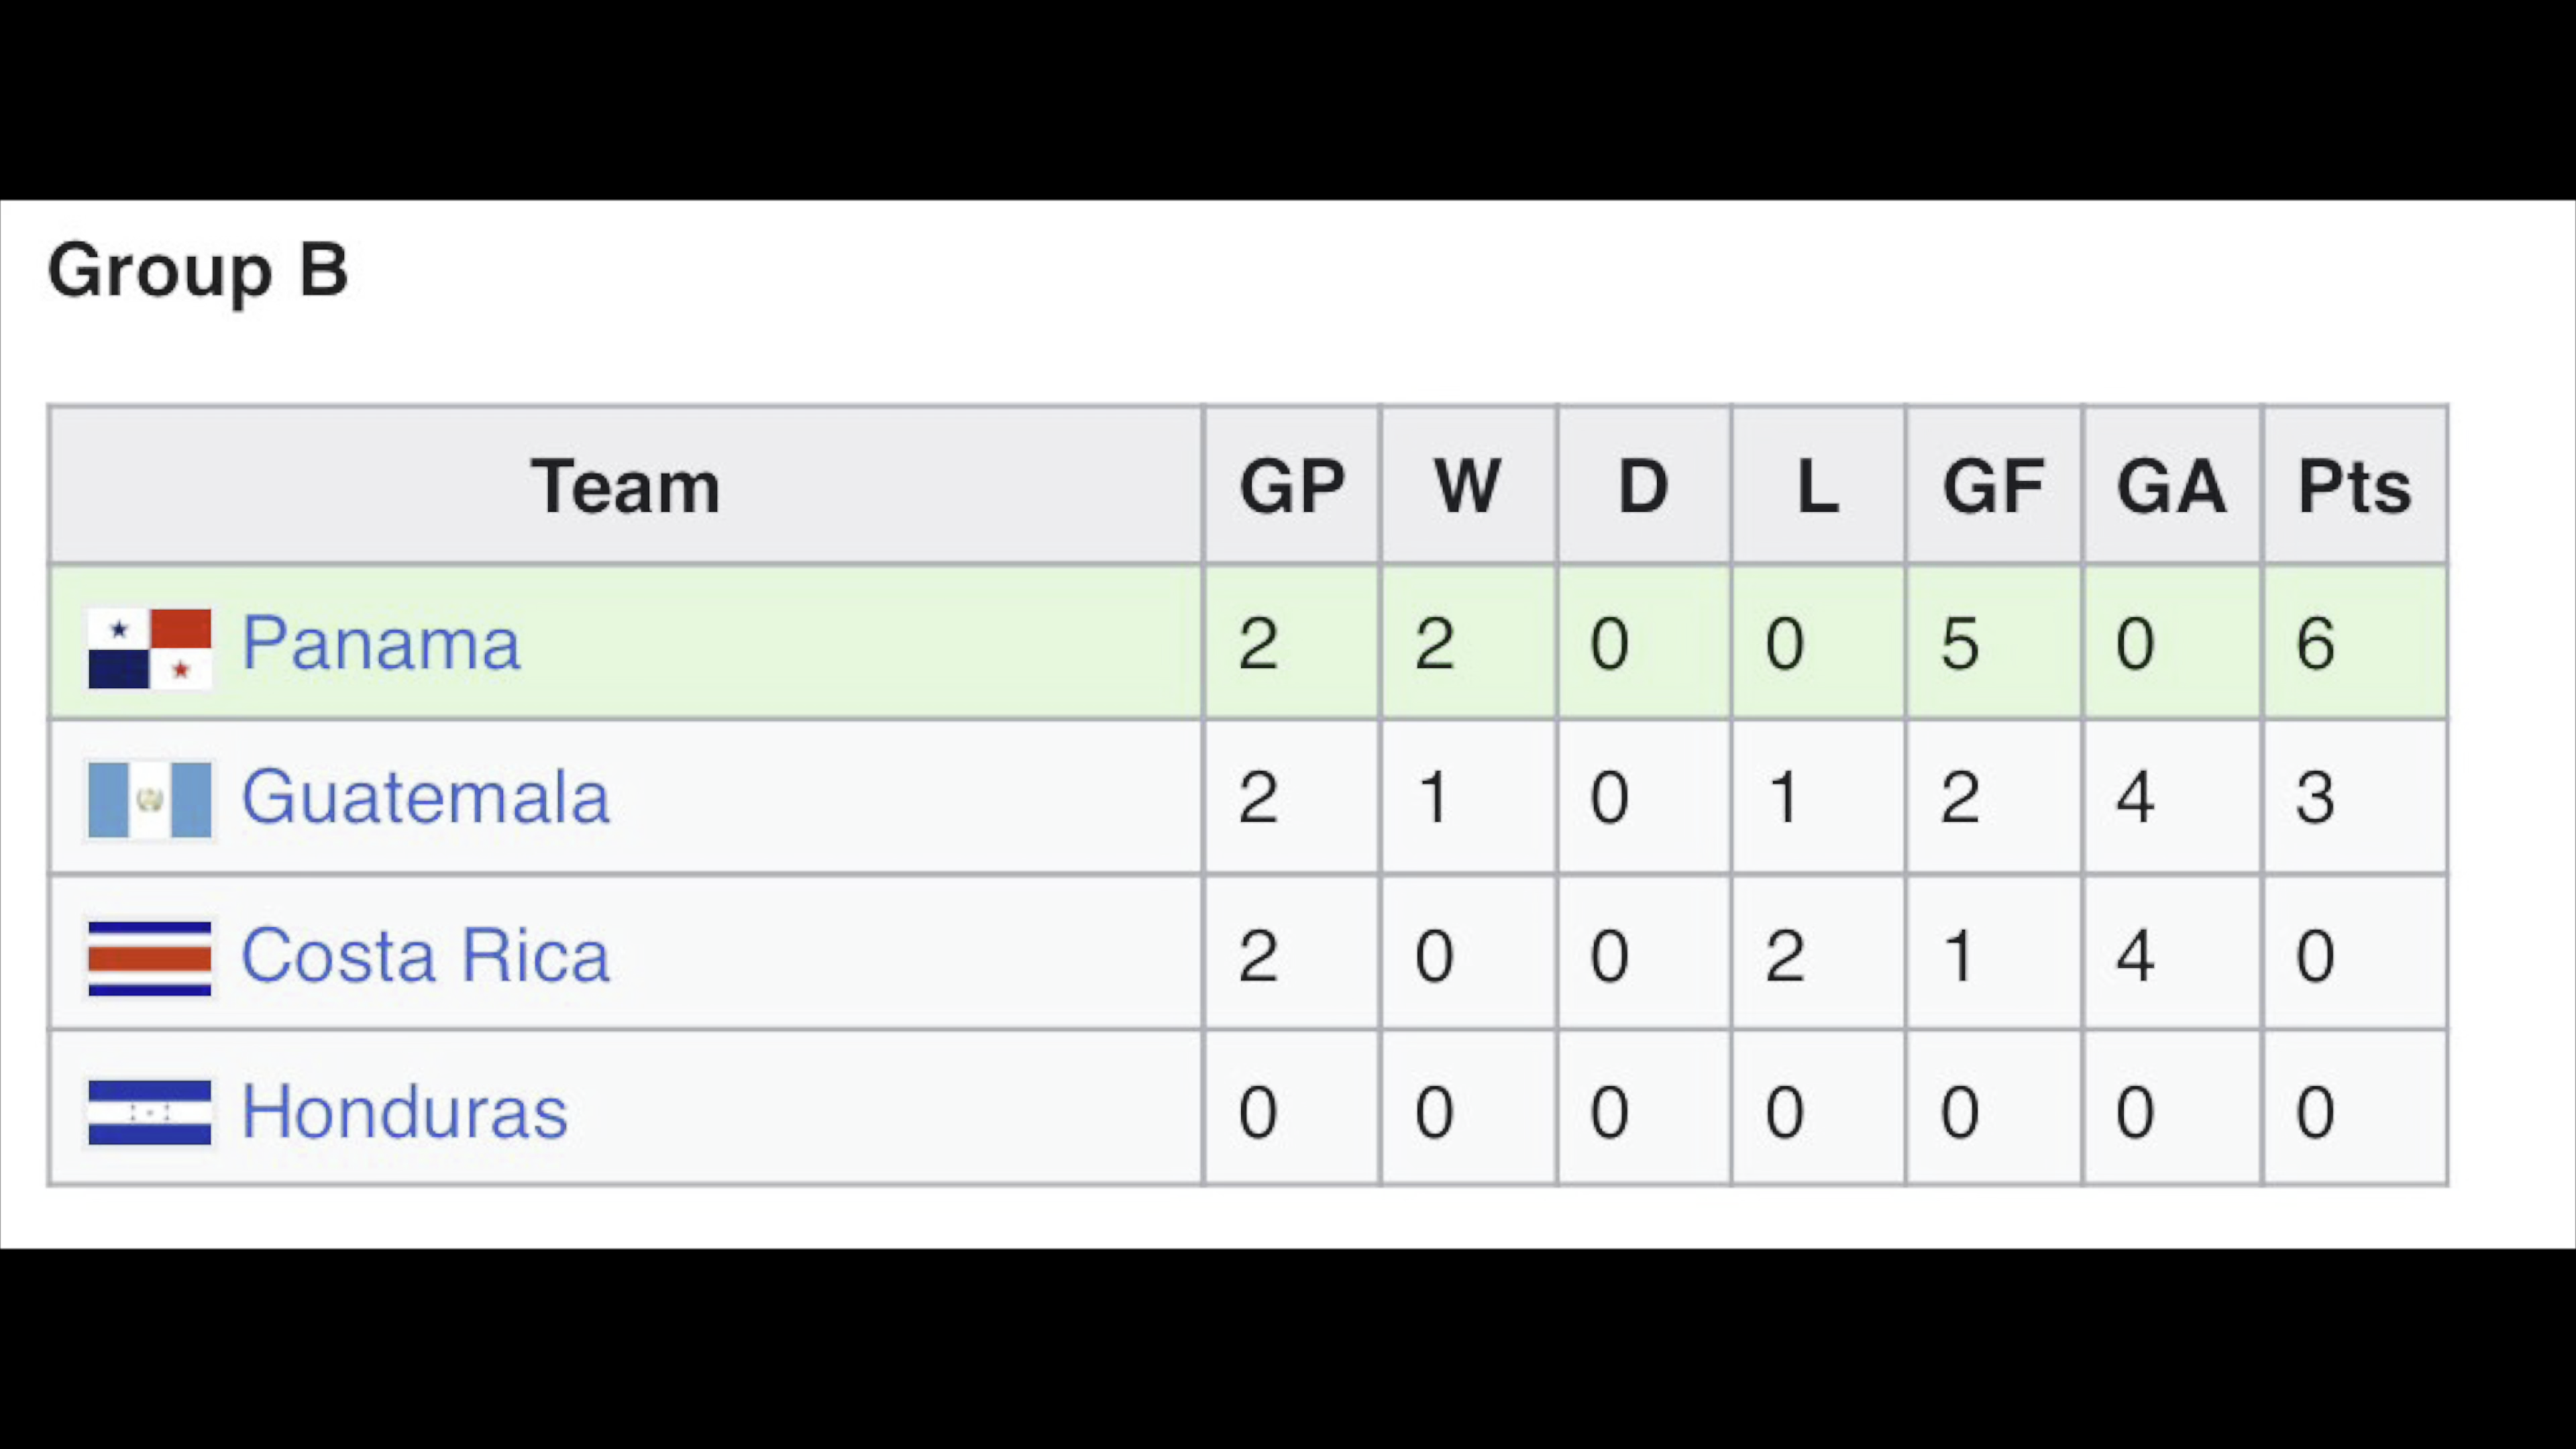 Group B
Team GP W D L GF GA Pts
Panama 2 2 0 0 5 0 6
Guatemala 2 1 0 1 2 4 3
Costa Rica 2 0 0 2 1 4 0
Honduras 0 0 0 0 0 0 0